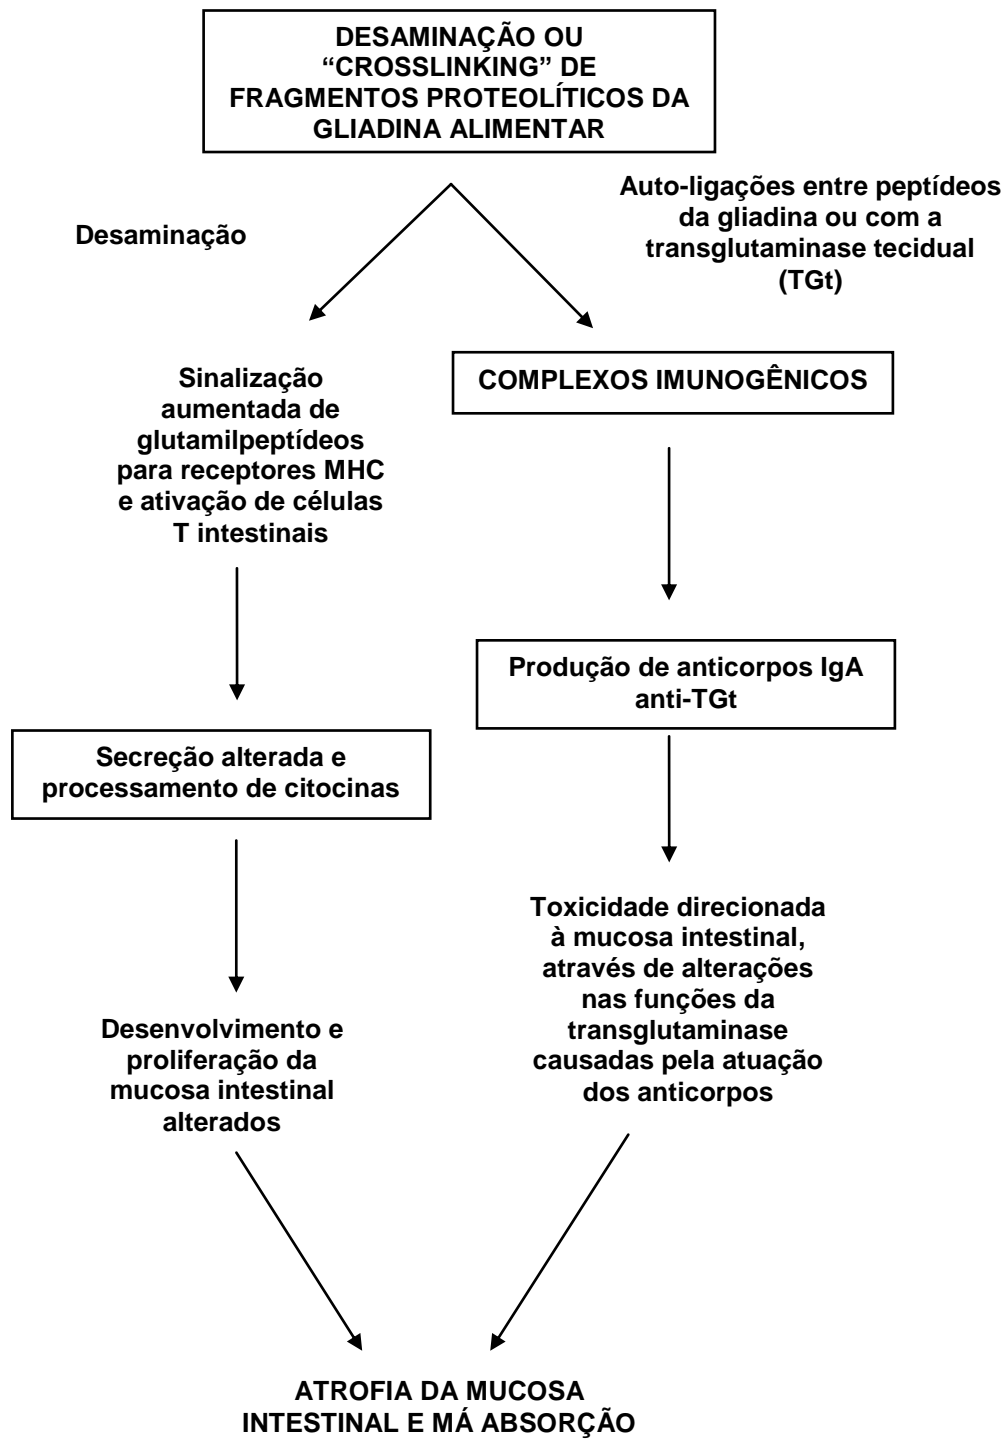 DESAMINAÇÃO OU
“CROSSLINKING” DE
FRAGMENTOS PROTEOLÍTICOS DA
GLIADINA ALIMENTAR
Desaminação
Auto-ligações entre peptídeos
da gliadina ou com a
transglutaminase tecidual
(TGt)
Sinalização
aumentada de
glutamilpeptídeos
para receptores MHC
e ativação de células
T intestinais
COMPLEXOS IMUNOGÊNICOS
Produção de anticorpos IgA
anti-TGt
Secreção alterada e
processamento de citocinas
Toxicidade direcionada
à mucosa intestinal,
através de alterações
nas funções da
transglutaminase
causadas pela atuação
dos anticorpos
Desenvolvimento e
proliferação da
mucosa intestinal
alterados
ATROFIA DA MUCOSA
INTESTINAL E MÁ ABSORÇÃO